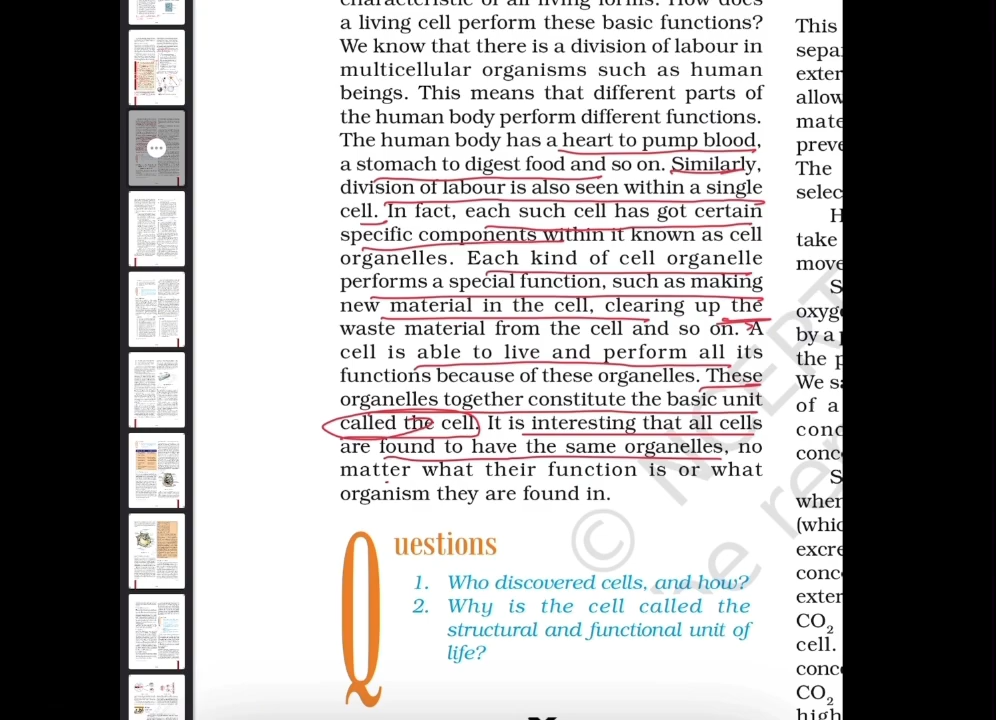 characteristic of all living forms. How does
a living cell perform these basic functions?
We know that there is a division of labour in
multicellular organisms such as human
beings. This means that different parts of
the human body perform different functions.
The human body has a heart to pump blood,
a stomach to digest food and so on. Similarly,
division of labour is also seen within a single
cell. In fact, each such cell has got certain
specific components within it known as cell
organelles. Each kind of cell organelle
performs a special function, such as making
new material in the cell, clearing up the
waste material from the cell and so on. A
cell is able to live and perform all its
functions because of these organelles. These
organelles together constitute the basic unit
called the cell. It is interesting that all cells
are found to have the same organelles, no
matter what their function is or what
organism they are found in.
Questions
1. Who discovered cells, and how?
2. Why is the cell called the
structural and functional unit of
life?
This
sepa
exter
allow
mate
preve
The
selec
H
take
move
S
oxyge
by a p
the p
We sa
of a
conc
conce
S
when
(whic
excre
conc
exter
CO2
cell.
conce
CO2
high
© NCERT
be re